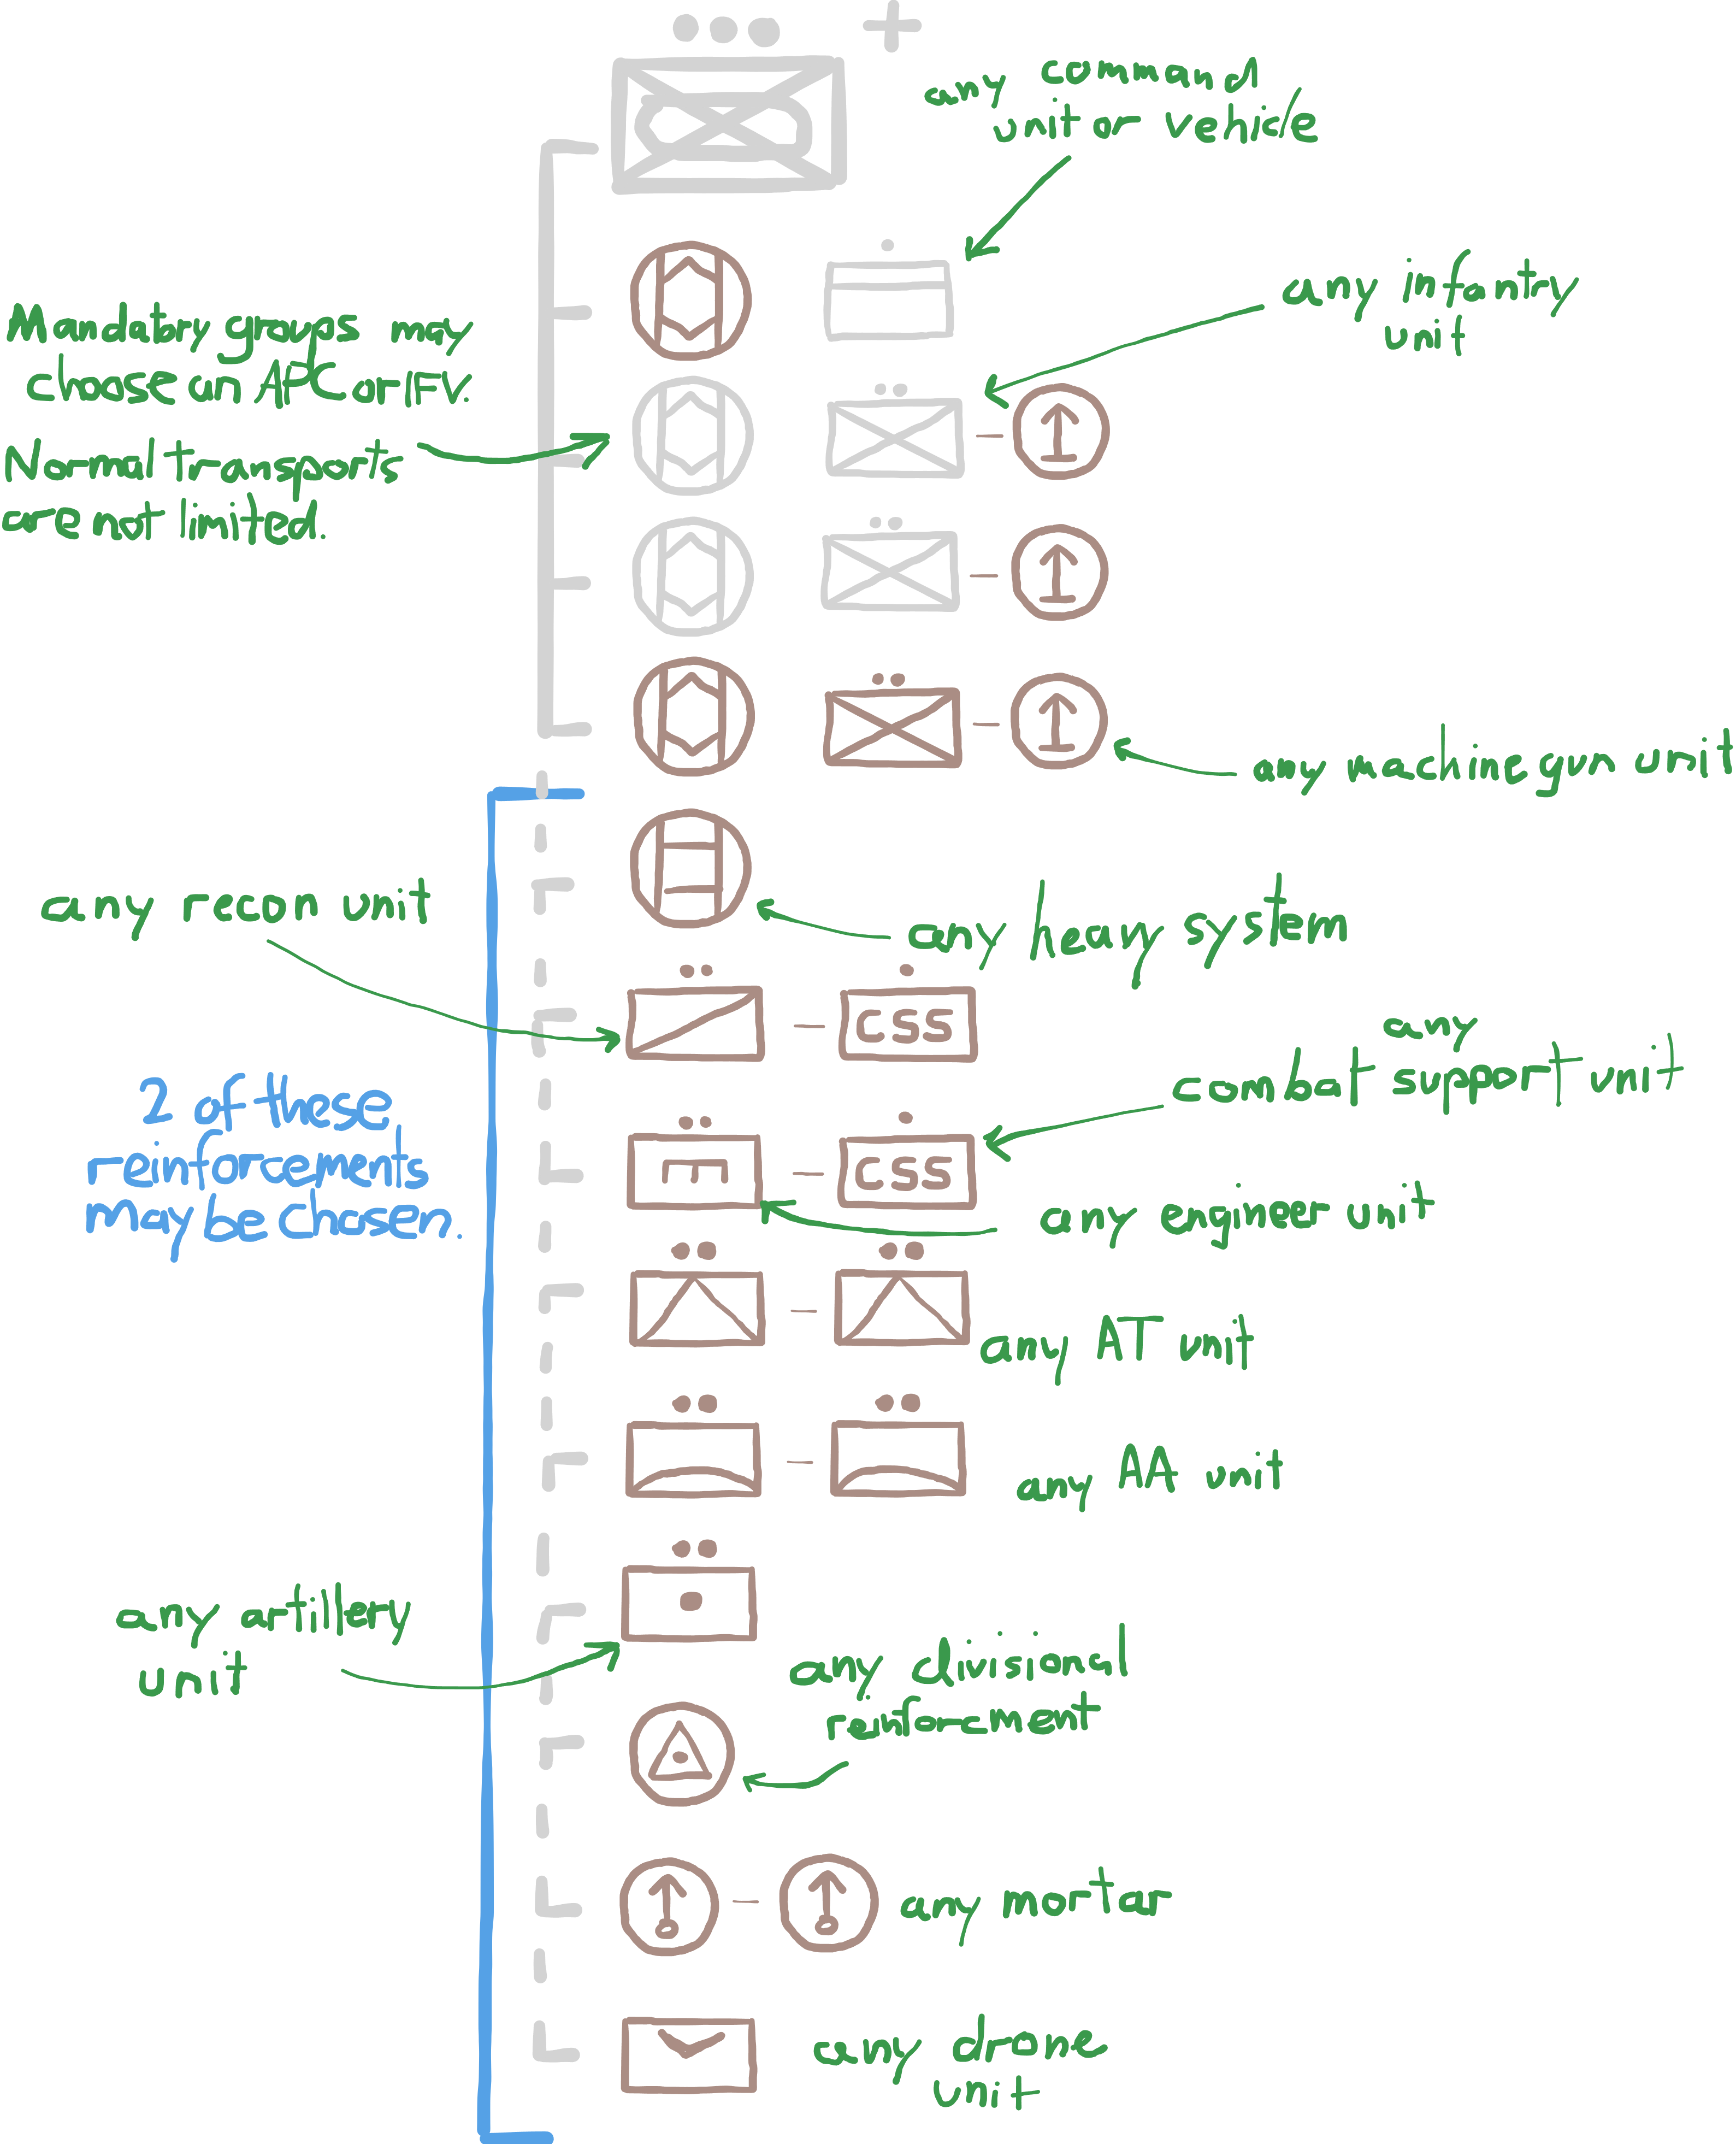 any command
unit or vehicle
any infantry
unit
Mandatory groups may
choose an APC or IFV.
Normal transports
are not limited.
any machinegun unit
any recon unit
any heavy system
CSS
any
combat support unit
2 of these
reinforcements
may be chosen.
CSS
any engineer unit
any AT unit
any AA unit
any artillery
unit
any divisional
reinforcement
any mortar
any drone
unit